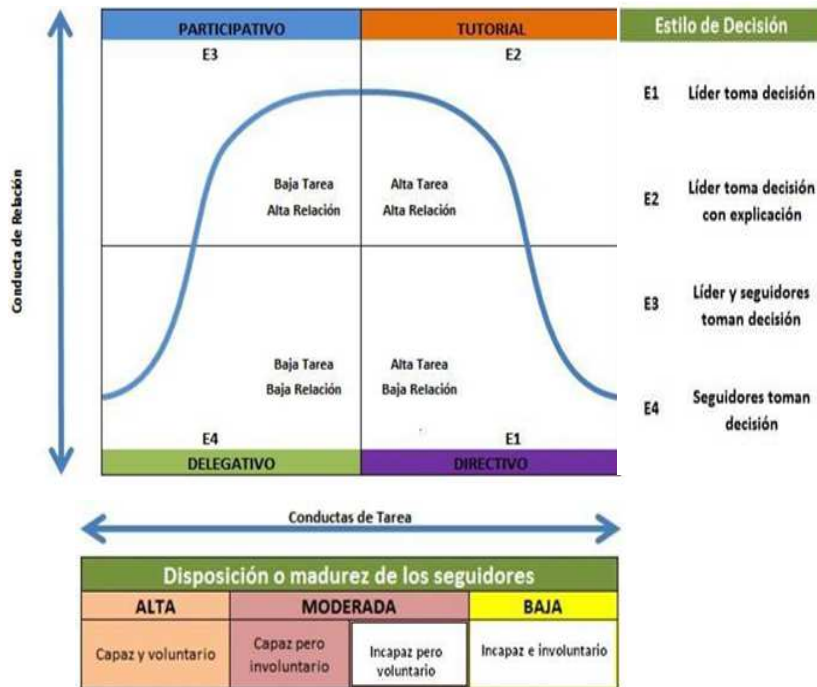 PARTICIPATIVO
TUTORIAL
E3
E2
Baja Tarea
Alta Relación
Alta Tarea
Alta Relación
Conducta de Relación
Baja Tarea
Baja Relación
Alta Tarea
Baja Relación
E4
E1
DELEGATIVO
DIRECTIVO
Conductas de Tarea
Estilo de Decisión
E1 Líder toma decisión
E2 Líder toma decisión
con explicación
E3 Líder y seguidores
toman decisión
E4 Seguidores toman
decisión
Disposición o madurez de los seguidores
ALTA
MODERADA
BAJA
Capaz y voluntario
Capaz pero
involuntario
Incapaz pero
voluntario
Incapaz e involuntario